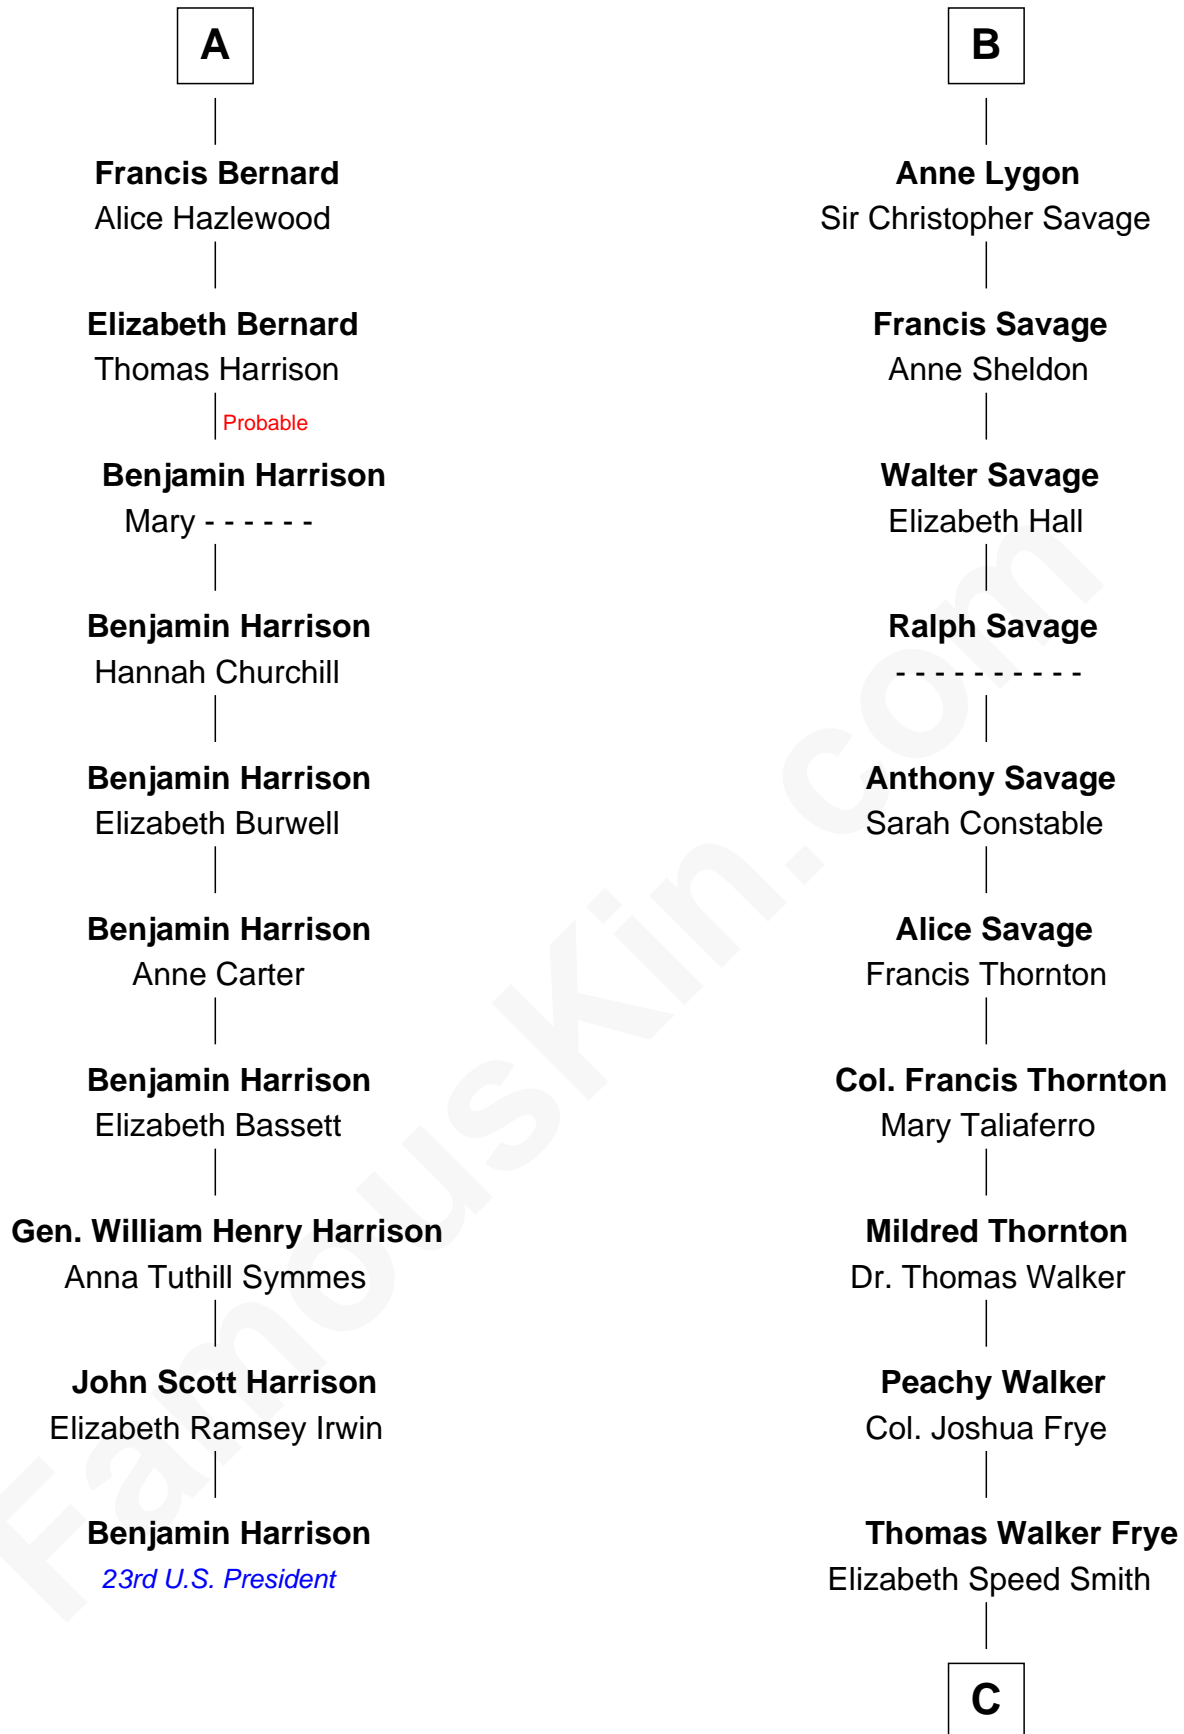 A
Francis Bernard
Alice Hazlewood
Elizabeth Bernard
Thomas Harrison
Probable
Benjamin Harrison
Mary - - - - - -
Benjamin Harrison
Hannah Churchill
Benjamin Harrison
Elizabeth Burwell
Benjamin Harrison
Anne Carter
Benjamin Harrison
Elizabeth Bassett
Gen. William Henry Harrison
Anna Tuthill Symmes
John Scott Harrison
Elizabeth Ramsey Irwin
Benjamin Harrison
23rd U.S. President
B
Anne Lygon
Sir Christopher Savage
Francis Savage
Anne Sheldon
Walter Savage
Elizabeth Hall
Ralph Savage
- - - - - - - - - -
Anthony Savage
Sarah Constable
Alice Savage
Francis Thornton
Col. Francis Thornton
Mary Taliaferro
Mildred Thornton
Dr. Thomas Walker
Peachy Walker
Col. Joshua Frye
Thomas Walker Frye
Elizabeth Speed Smith
C
FamousKin.com